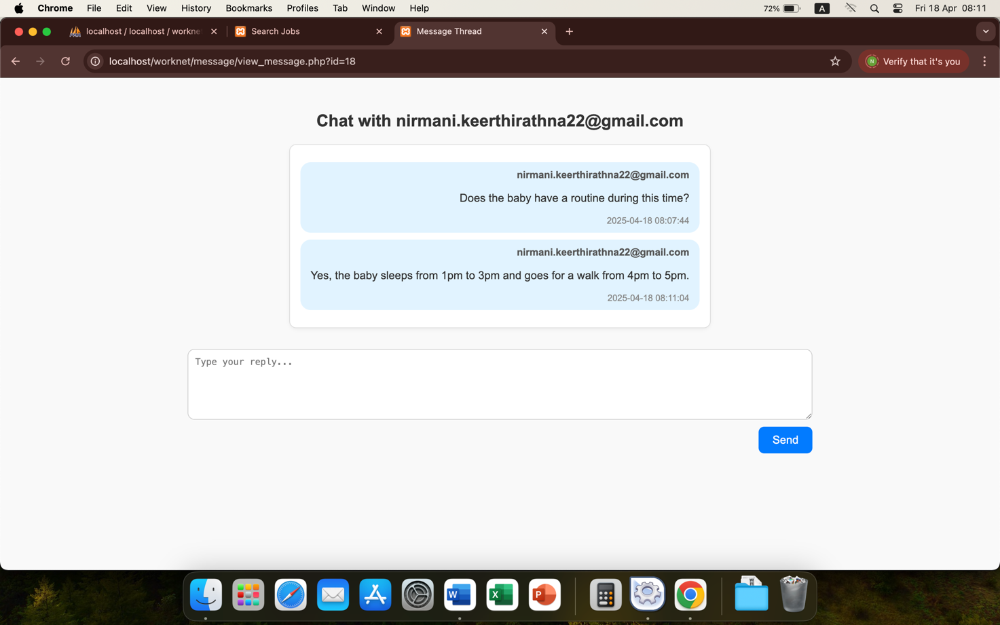 Chrome File Edit View History Bookmarks Profiles Tab Window Help 72% A Fri 18 Apr 08:11
localhost / localhost / workne Search Jobs Message Thread
localhost/worknet/message/view_message.php?id=18 N Verify that it's you
Chat with nirmani.keerthirathna22@gmail.com
nirmani.keerthirathna22@gmail.com
Does the baby have a routine during this time?
2025-04-18 08:07:44
nirmani.keerthirathna22@gmail.com
Yes, the baby sleeps from 1pm to 3pm and goes for a walk from 4pm to 5pm.
2025-04-18 08:11:04
Type your reply...
Send
W X P